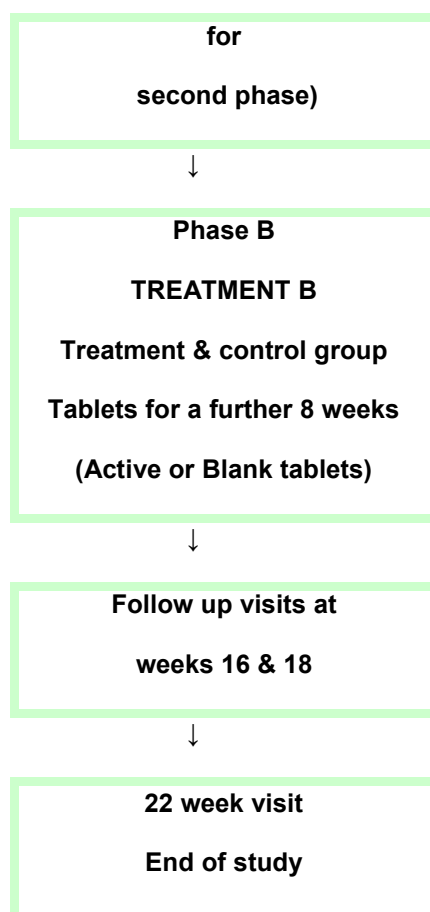 for
second phase)
↓
Phase B
TREATMENT B
Treatment & control group
Tablets for a further 8 weeks
(Active or Blank tablets)
↓
Follow up visits at
weeks 16 & 18
↓
22 week visit
End of study